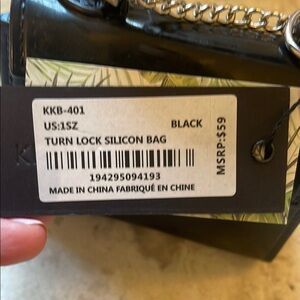 KKB-401
US:1SZ BLACK
TURN LOCK SILICON BAG
194295094193
MADE IN CHINA FABRIQUÉ EN CHINE
MSRP:$59
K